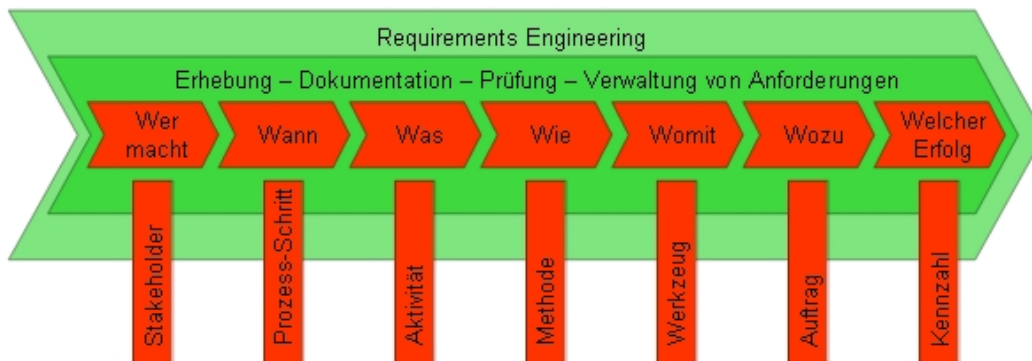 Requirements Engineering
Erhebung – Dokumentation – Prüfung – Verwaltung von Anforderungen
Wer
macht
Wann
Was
Wie
Womit
Wozu
Welcher
Erfolg
Stakeholder
Prozess-Schritt
Aktivität
Methode
Werkzeug
Auftrag
Kennzahl